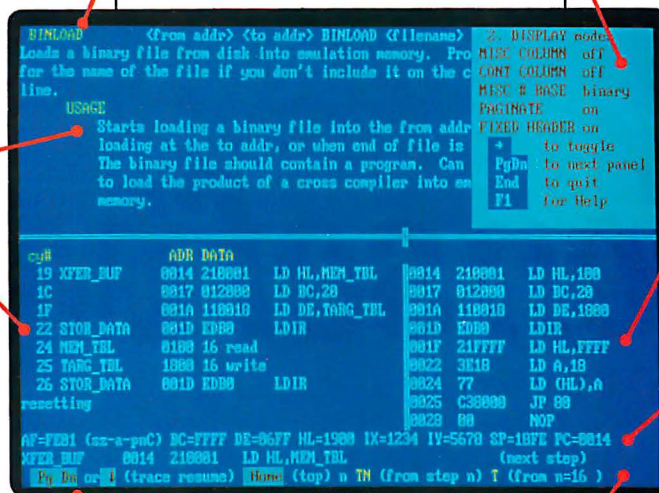 BINLOAD <from addr> <to addr> BINLOAD <filename>
Loads a binary file from disk into emulation memory. Pro
for the name of the file if you don't include it on the c
line.
USAGE
Starts loading a binary file into the from addr
loading at the to addr, or when end of file is
The binary file should contain a program. Can
to load the product of a cross compiler into em
memory.
2. DISPLAY modes
MISC COLUMN off
CONT COLUMN off
MISC # BASE binary
PAGINATE on
FIXED HEADER on
to toggle
PgDn to next panel
End to quit
F1 for Help
cy# ADR DATA
19 XFER_BUF 0014 210001 LD HL,MEM_TBL
1C 0017 012000 LD BC,20
1F 001A 110018 LD DE,TARG_TBL
22 STOR_DATA 001D EDB0 LDIR
24 MEM_TBL 0100 16 read
25 TARG_TBL 1800 16 write
26 STOR_DATA 001D EDB0 LDIR
resetting
0014 210001 LD HL,100
0017 012000 LD BC,20
001A 110018 LD DE,1800
001D EDB0 LDIR
001F 21FFFF LD HL,FFFF
0022 3E18 LD A,18
0024 77 LD (HL),A
0025 C38000 JP 80
0028 00 NOP
AF=FE01 (sz-a-pnC) BC=FFFF DE=06FF HL=1900 IX=1234 IY=5678 SP=18FE PC=0014
XFER_BUF 0014 210001 LD HL,MEM_TBL (next step)
Pg Dn or ↓ (trace resume) Home (top) n TN (from step n) T (from n=16 )